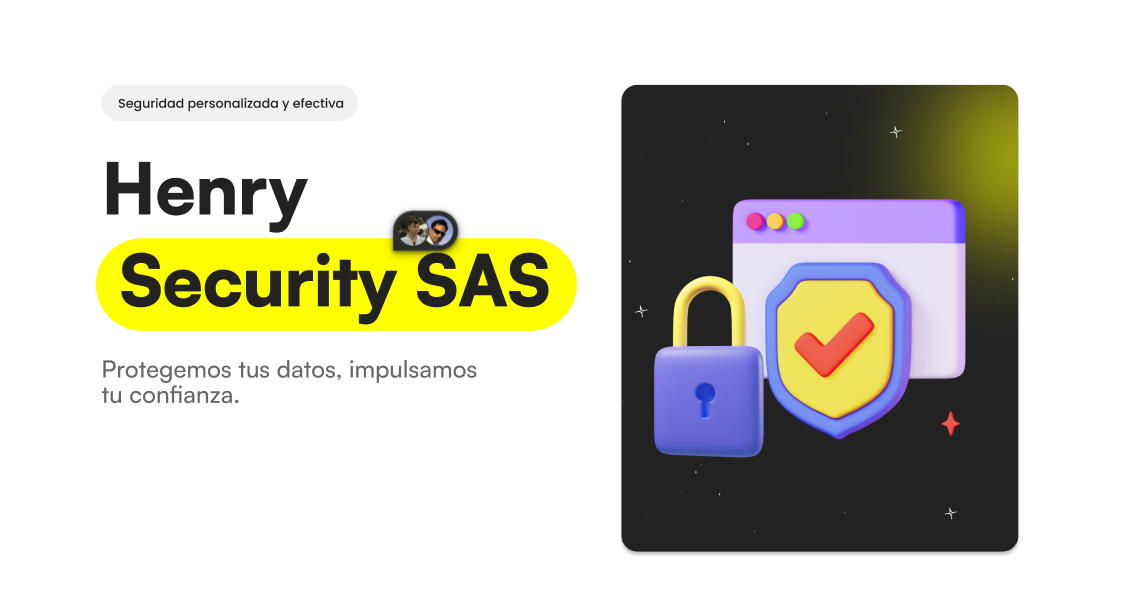 Seguridad personalizada y efectiva
Henry
Security SAS
Protegemos tus datos, impulsamos
tu confianza.